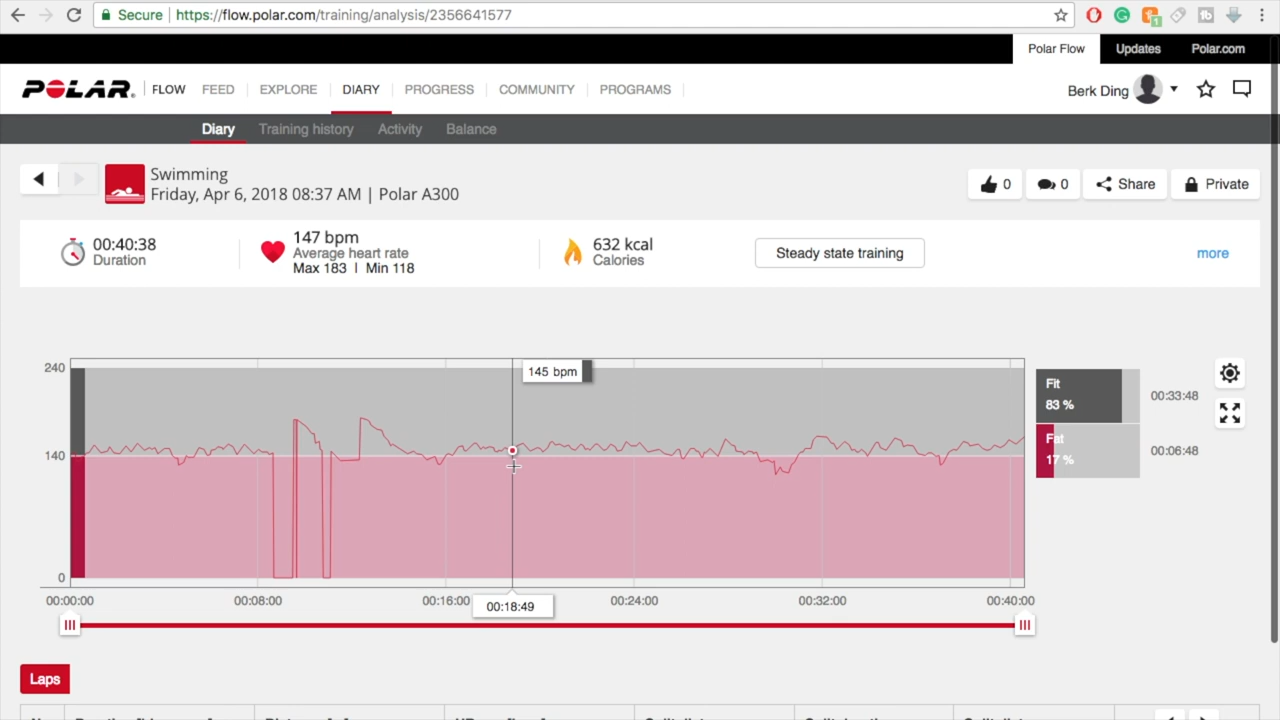 Secure | https://flow.polar.com/training/analysis/2356641577
Polar Flow Updates Polar.com
POLAR. FLOW FEED EXPLORE DIARY PROGRESS COMMUNITY PROGRAMS
Berk Ding
Diary Training history Activity Balance
Swimming
Friday, Apr 6, 2018 08:37 AM | Polar A300
0 0 Share Private
00:40:38
Duration
147 bpm
Average heart rate
Max 183 | Min 118
632 kcal
Calories
Steady state training
more
240
140
0
145 bpm
Fit
83 %
00:33:48
Fat
17 %
00:06:48
00:00:00 00:08:00 00:16:00 00:18:49 00:24:00 00:32:00 00:40:00
Laps